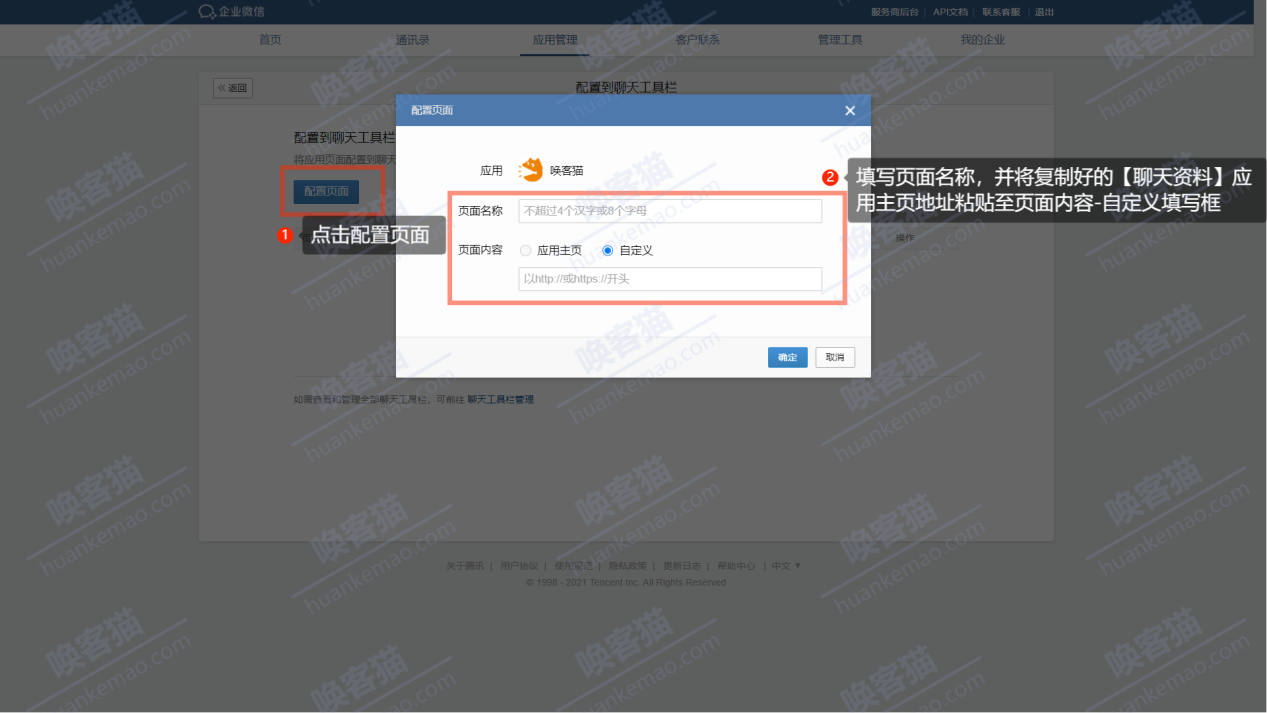 企业微信
服务商后台 | API文档 | 联系客服 | 退出
首页 通讯录 应用管理 客户联系 管理工具 我的企业
« 返回
配置到聊天工具栏
配置页面 ×
配置到聊天工具栏
将应用页面配置到聊天
应用 唤客猫
配置页面
2 填写页面名称，并将复制好的【聊天资料】应
用主页地址粘贴至页面内容-自定义填写框
页面名称 不超过4个汉字或8个字母
1 点击配置页面
操作
页面内容 应用主页 自定义
以http://或https://开头
确定 取消
如需查看和管理全部聊天工具栏，可前往 聊天工具栏管理
关于腾讯 | 用户协议 | 使用规范 | 隐私政策 | 更新日志 | 帮助中心 | 中文 ▼
© 1998 - 2021 Tencent Inc. All Rights Reserved
唤客猫
huankemao.com